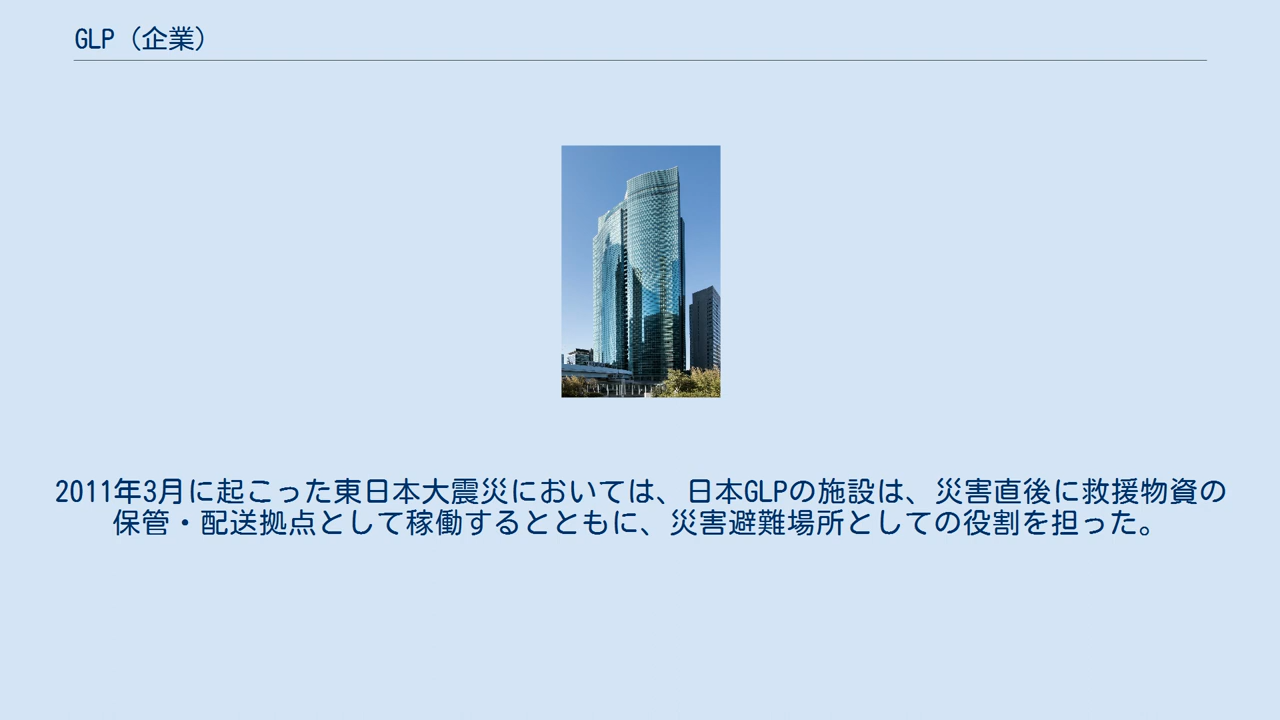 GLP（企業）
2011年3月に起こった東日本大震災においては、日本GLPの施設は、災害直後に救援物資の
保管・配送拠点として稼働するとともに、災害避難場所としての役割を担った。